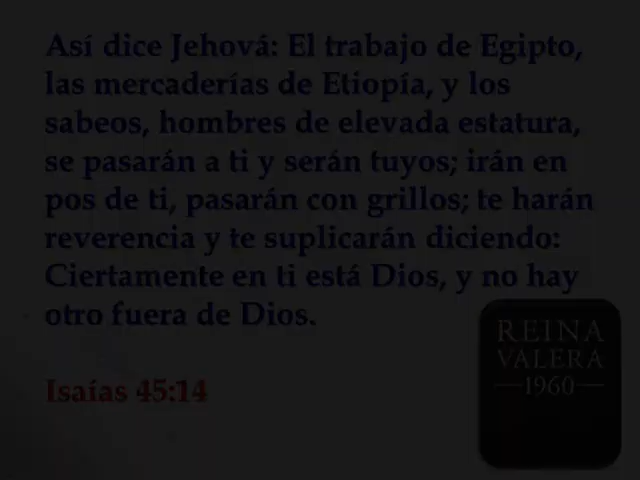 Así dice Jehová: El trabajo de Egipto,
las mercaderías de Etiopía, y los
sabeos, hombres de elevada estatura,
se pasarán a ti y serán tuyos; irán en
pos de ti, pasarán con grillos; te harán
reverencia y te suplicarán diciendo:
Ciertamente en ti está Dios, y no hay
otro fuera de Dios.
Isaías 45:14
REINA
VALERA
1960